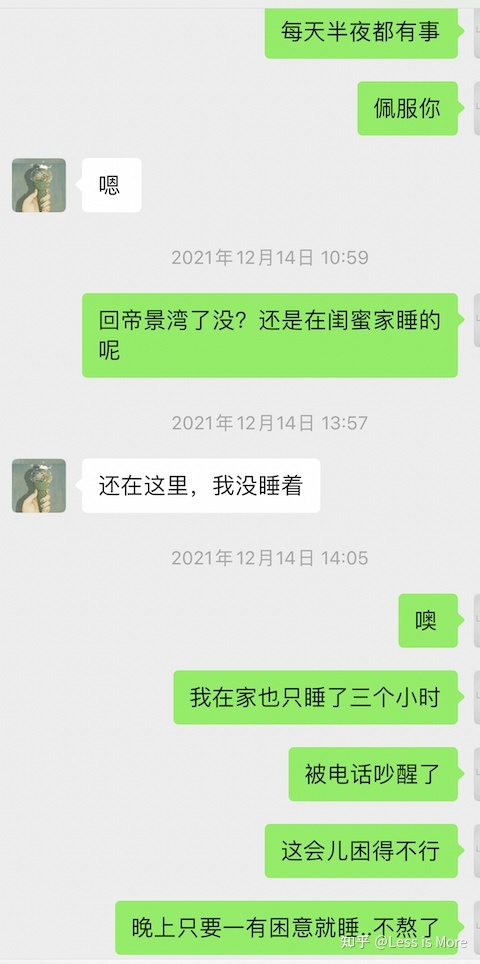 每天半夜都有事
佩服你
嗯
2021年12月14日 10:59
回帝景湾了没？还是在闺蜜家睡的
呢
2021年12月14日 13:57
还在这里，我没睡着
2021年12月14日 14:05
噢
我在家也只睡了三个小时
被电话吵醒了
这会儿困得不行
晚上只要一有困意就睡..不熬了
知乎 @Less is More